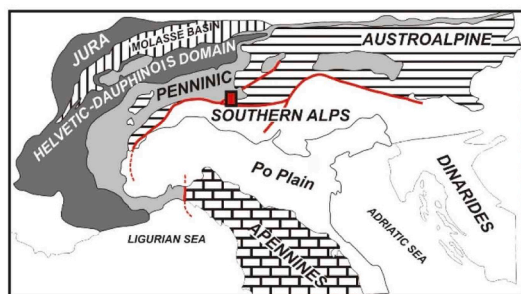 JURA
MOLASSE BASIN
HELVETIC-DAUPHINOIS DOMAIN
PENNINIC
AUSTROALPINE
SOUTHERN ALPS
Po Plain
DINARIDES
ADRIATIC SEA
LIGURIAN SEA
APENNINES